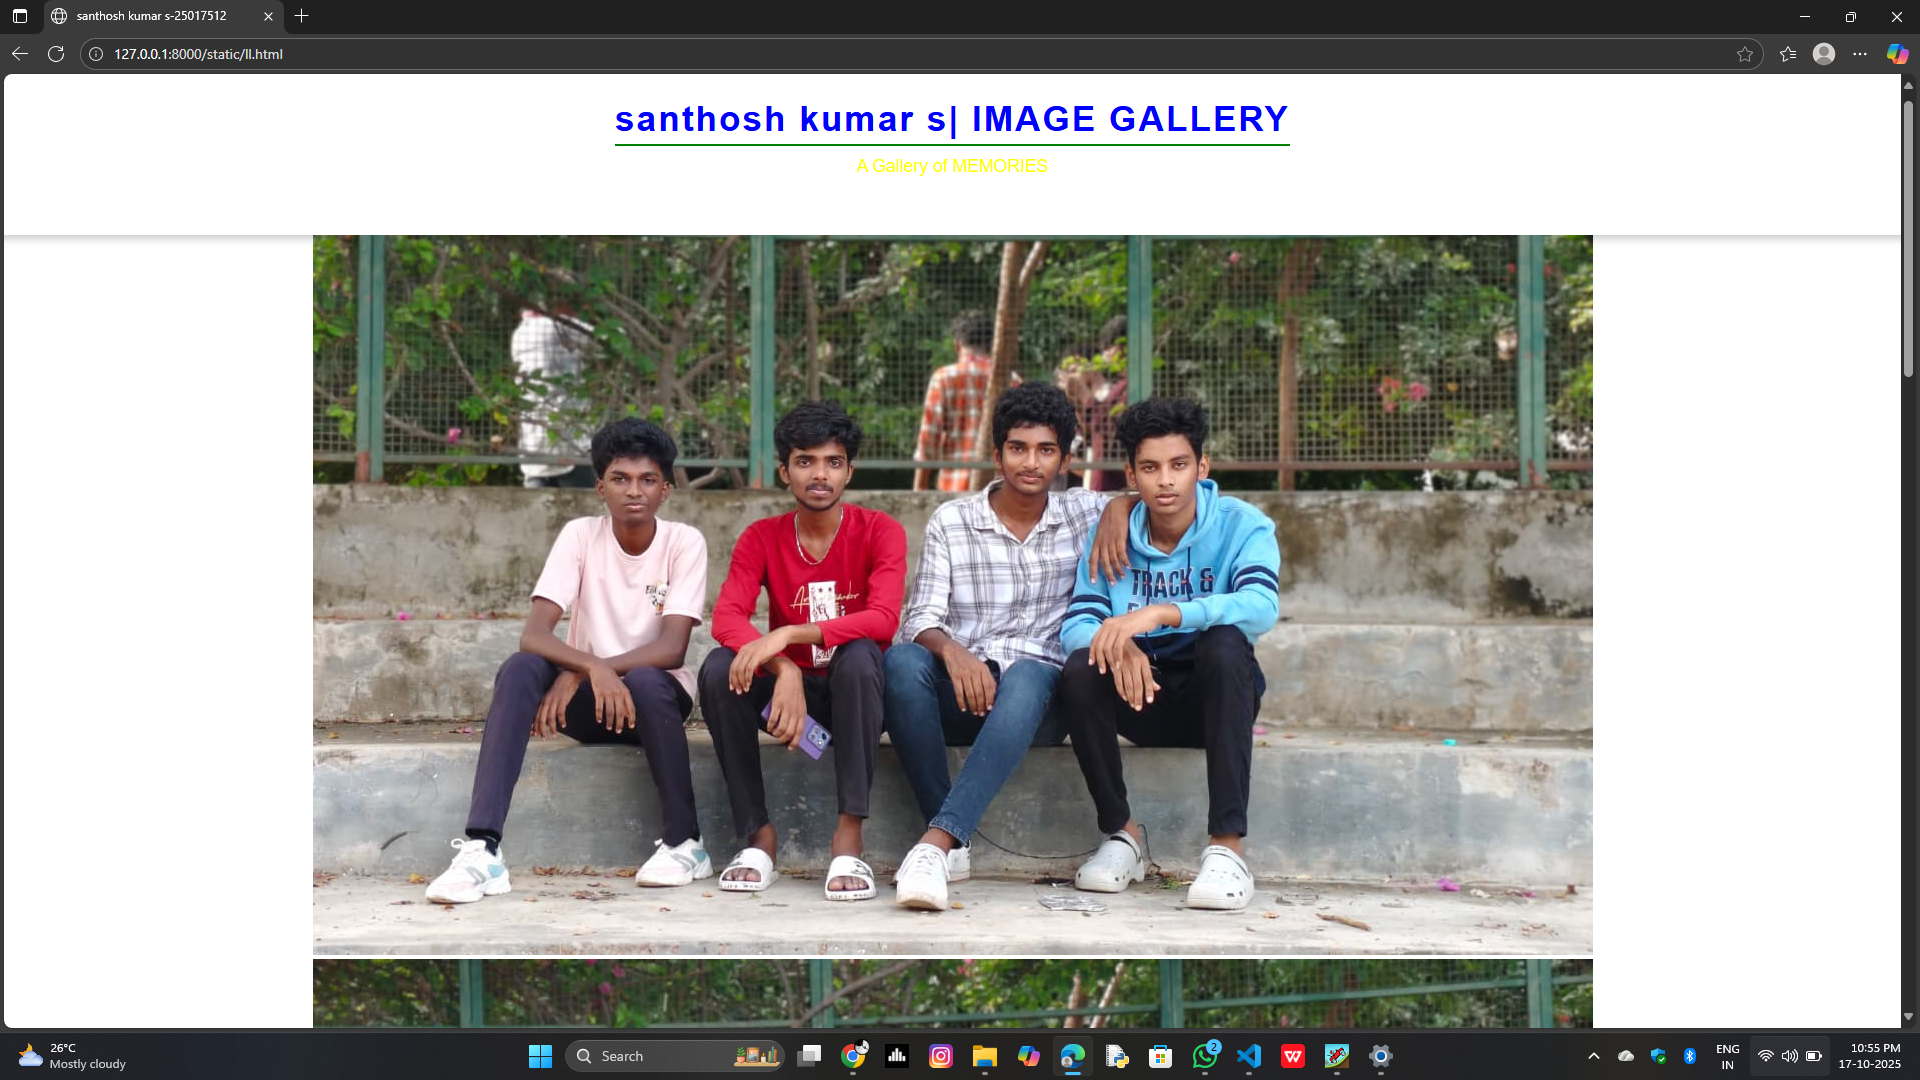 santhosh kumar s-25017512
127.0.0.1:8000/static/ll.html
santhosh kumar s| IMAGE GALLERY
A Gallery of MEMORIES
TRACK &
26°C
Mostly cloudy
Search
2
ENG
IN
10:55 PM
17-10-2025